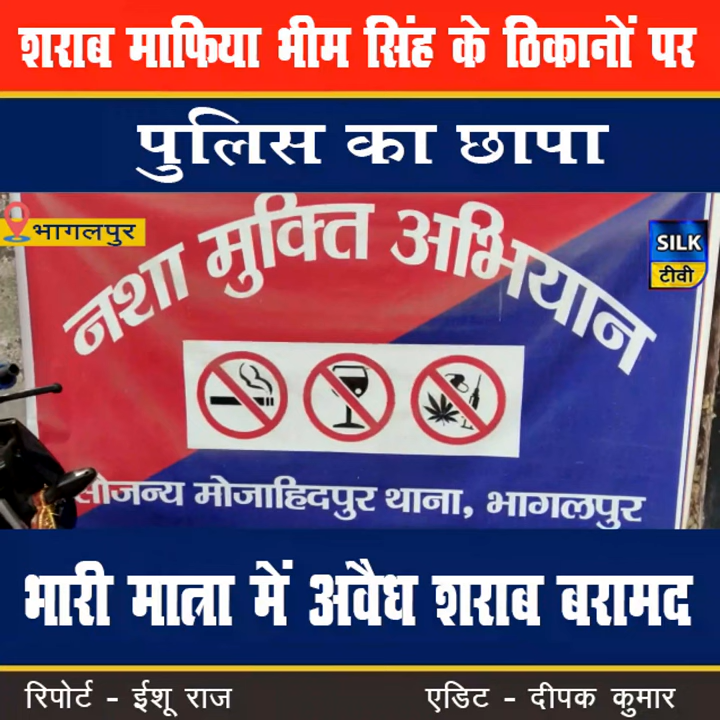 शराब माफिया भीम सिंह के ठिकानों पर
पुलिस का छापा
भागलपुर
SILK
टीवी
नशा मुक्ति अभियान
सौजन्य मोजाहिदपुर थाना, भागलपुर
भारी मात्रा में अवैध शराब बरामद
रिपोर्ट - ईशू राज
एडिट - दीपक कुमार